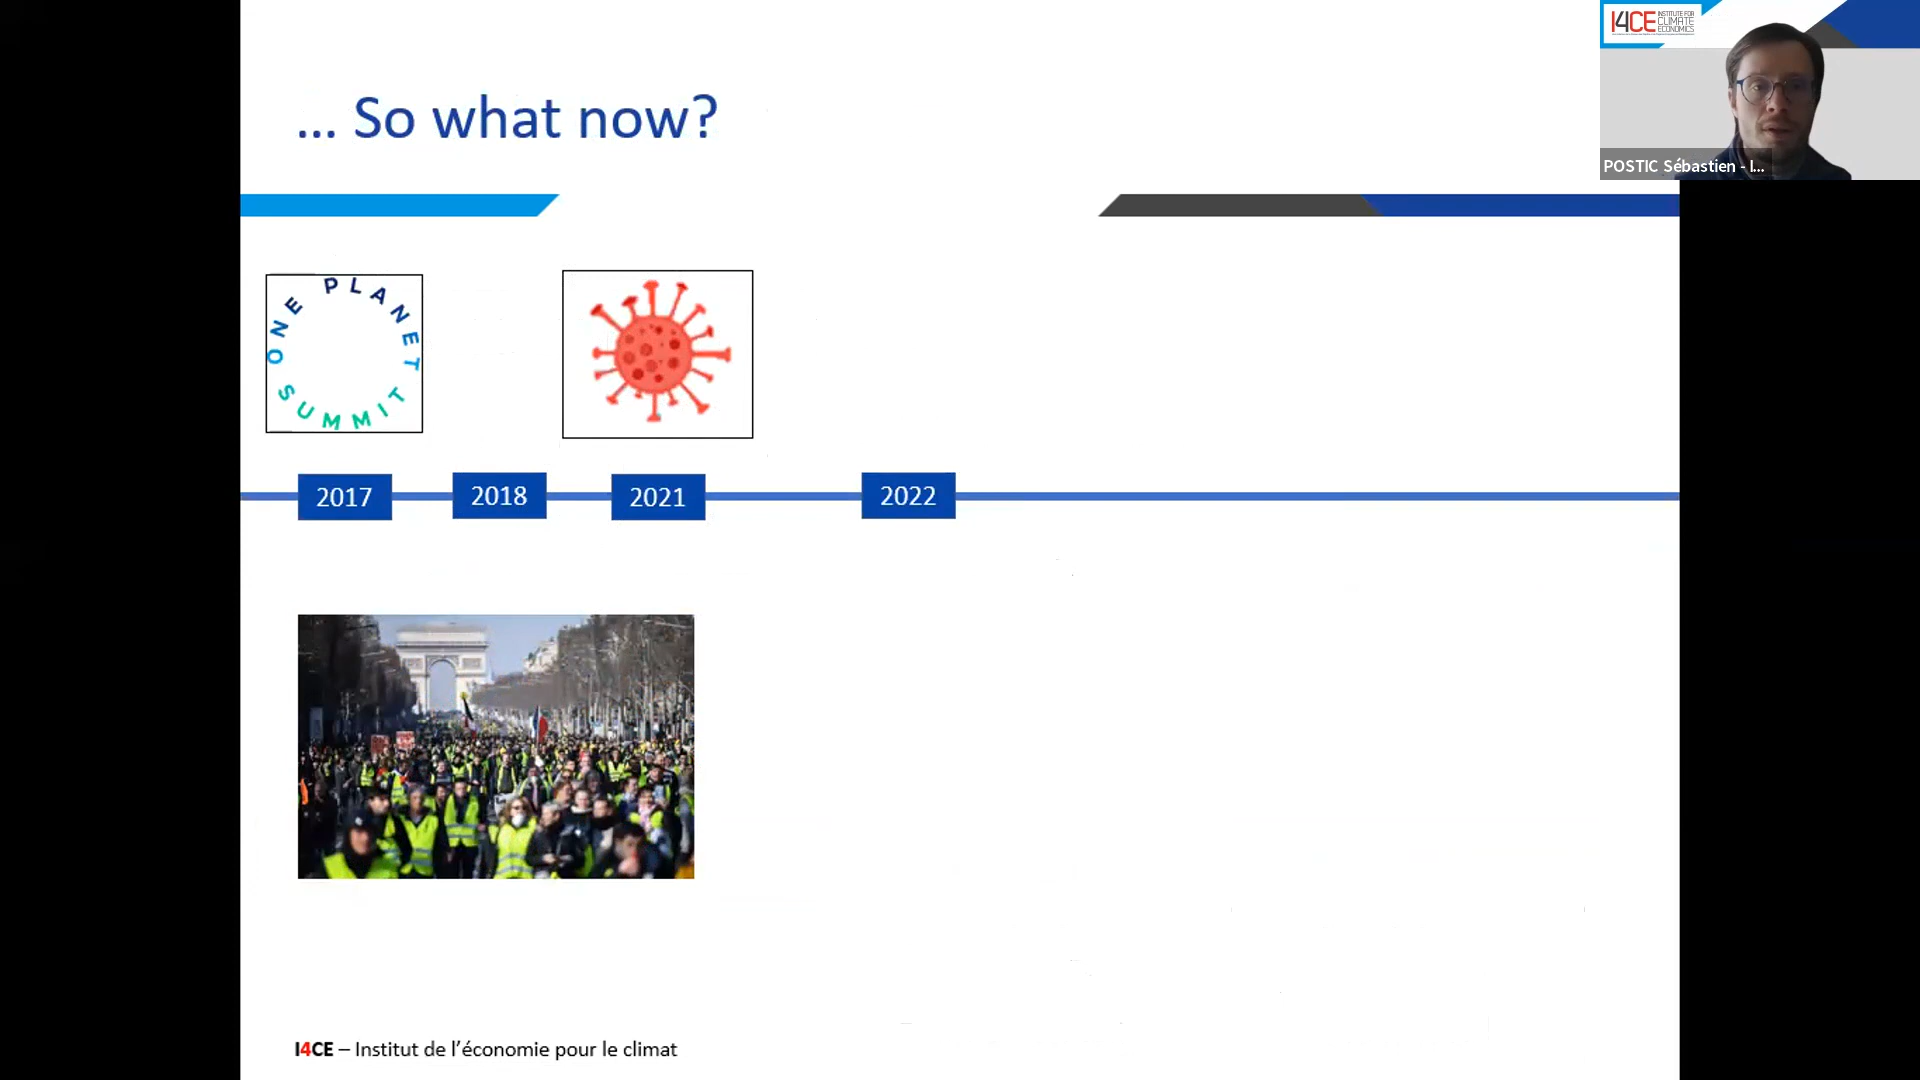 ... So what now?
I4CE INSTITUTE FOR
CLIMATE
ECONOMICS
POSTIC Sébastien - I...
ONE PLANET
SUMMIT
2017
2018
2021
2022
I4CE – Institut de l'économie pour le climat